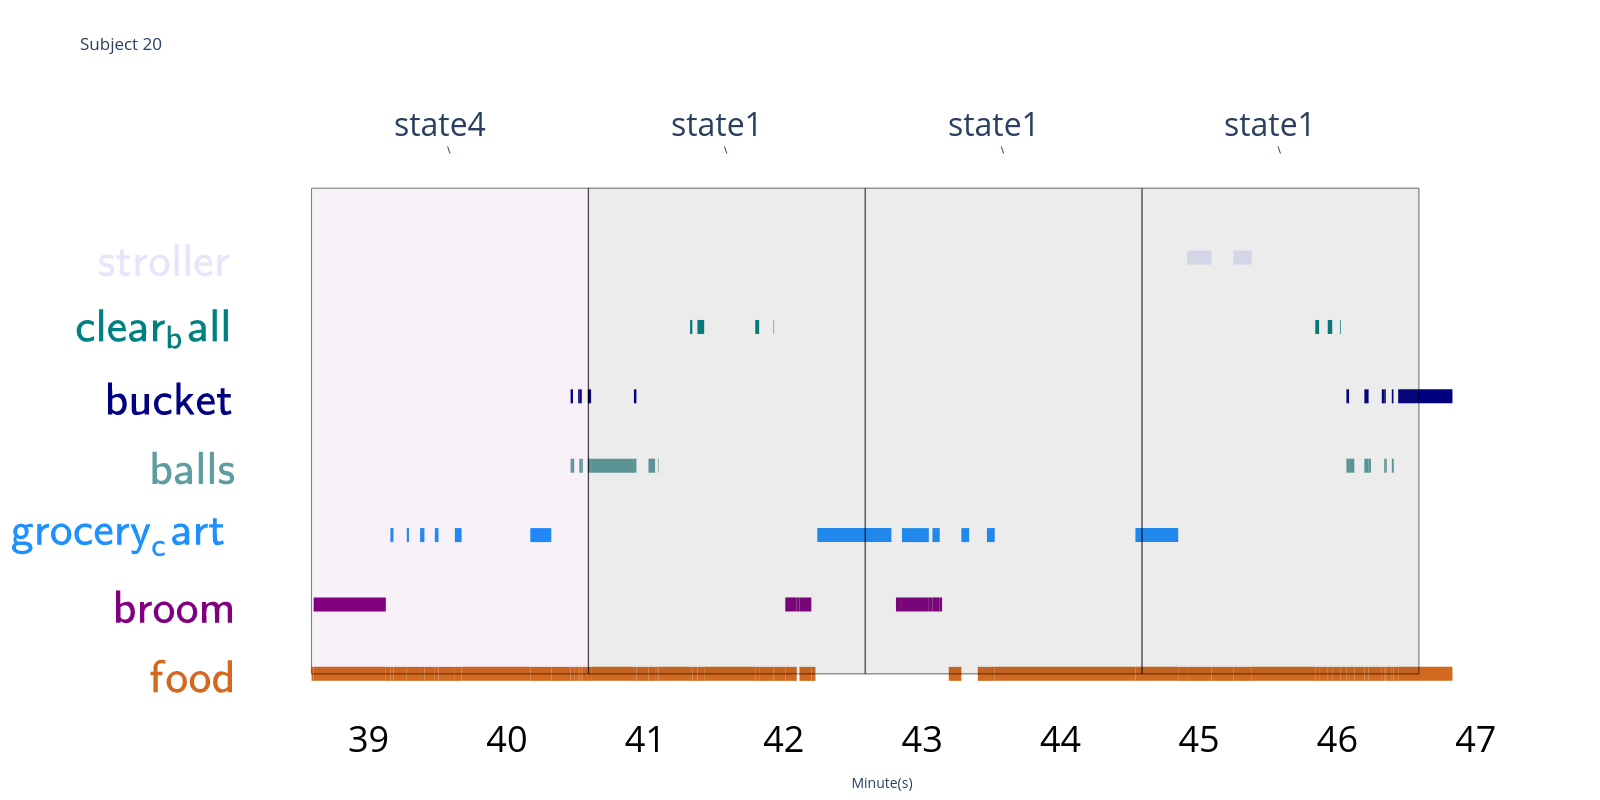 Subject 20
state4 state1 state1 state1
stroller
clear_ball
bucket
balls
grocery_cart
broom
food
39 40 41 42 43 44 45 46 47
Minute(s)